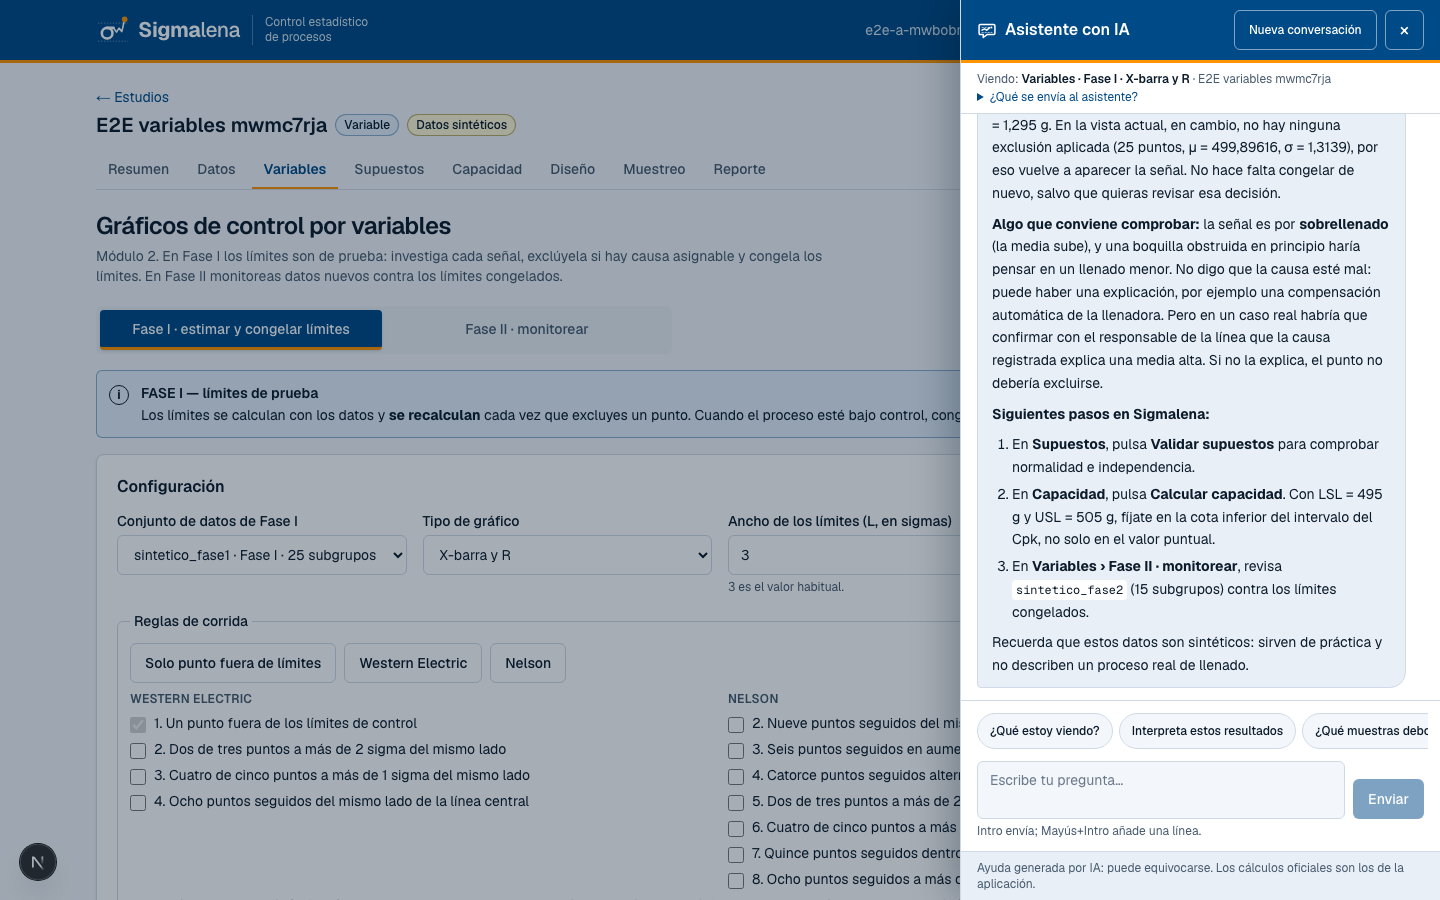 Sigmalena
Control estadístico
de procesos
← Estudios
E2E variables mwmc7rja
Variable
Datos sintéticos
Resumen
Datos
Variables
Supuestos
Capacidad
Diseño
Muestreo
Reporte
Gráficos de control por variables
Módulo 2. En Fase I los límites son de prueba: investiga cada señal, exclúyela si hay causa asignable y congela los
límites. En Fase II monitoreas datos nuevos contra los límites congelados.
Fase I · estimar y congelar límites
Fase II · monitorear
FASE I — límites de prueba
Los límites se calculan con los datos y se recalculan cada vez que excluyes un punto. Cuando el proceso esté bajo control,
Configuración
Conjunto de datos de Fase I
sintetico_fase1 · Fase I · 25 subgrupos
Tipo de gráfico
X-barra y R
Ancho de los límites (L, en sigmas)
3
3 es el valor habitual.
Reglas de corrida
Solo punto fuera de límites
Western Electric
Nelson
WESTERN ELECTRIC
1. Un punto fuera de los límites de control
2. Dos de tres puntos a más de 2 sigma del mismo lado
3. Cuatro de cinco puntos a más de 1 sigma del mismo lado
4. Ocho puntos seguidos del mismo lado de la línea central
NELSON
2. Nueve puntos seguidos del
3. Seis puntos seguidos en
4. Catorce puntos seguidos
5. Dos de tres puntos a más de 2
6. Cuatro de cinco puntos a más
7. Quince puntos seguidos
8. Ocho puntos seguidos a más
N
Asistente con IA
Nueva conversación
×
Viendo: Variables · Fase I · X-barra y R · E2E variables mwmc7rja
▶ ¿Qué se envía al asistente?
= 1,295 g. En la vista actual, en cambio, no hay ninguna
exclusión aplicada (25 puntos, μ = 499,89616, σ = 1,3139), por
eso vuelve a aparecer la señal. No hace falta congelar de
nuevo, salvo que quieras revisar esa decisión.
Algo que conviene comprobar: la señal es por sobrellenado
(la media sube), y una boquilla obstruida en principio haría
pensar en un llenado menor. No digo que la causa esté mal:
puede haber una explicación, por ejemplo una compensación
automática de la llenadora. Pero en un caso real habría que
confirmar con el responsable de la línea que la causa
registrada explica una media alta. Si no la explica, el punto no
debería excluirse.
Siguientes pasos en Sigmalena:
1. En Supuestos, pulsa Validar supuestos para comprobar
normalidad e independencia.
2. En Capacidad, pulsa Calcular capacidad. Con LSL = 495
g y USL = 505 g, fíjate en la cota inferior del intervalo del
Cpk, no solo en el valor puntual.
3. En Variables › Fase II · monitorear, revisa
sintetico_fase2 (15 subgrupos) contra los límites
congelados.
Recuerda que estos datos son sintéticos: sirven de práctica y
no describen un proceso real de llenado.
¿Qué estoy viendo?
Interpreta estos resultados
¿Qué muestras
Escribe tu pregunta...
Enviar
Intro envía; Mayús+Intro añade una línea.
Ayuda generada por IA: puede equivocarse. Los cálculos oficiales son los de la
aplicación.